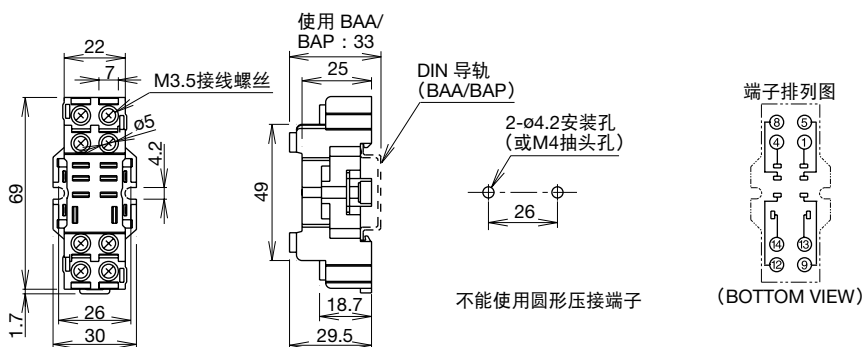 22
7
M3.5接线螺丝
ø5
69
4.2
1.7
26
30
使用 BAA/
BAP：33
25
DIN 导轨
（BAA/BAP）
49
18.7
29.5
2-ø4.2安装孔
（或M4抽头孔）
26
不能使用圆形压接端子
端子排列图
⑧ ⑤
④ ①
⑭ ⑬
⑫ ⑨
（BOTTOM VIEW）